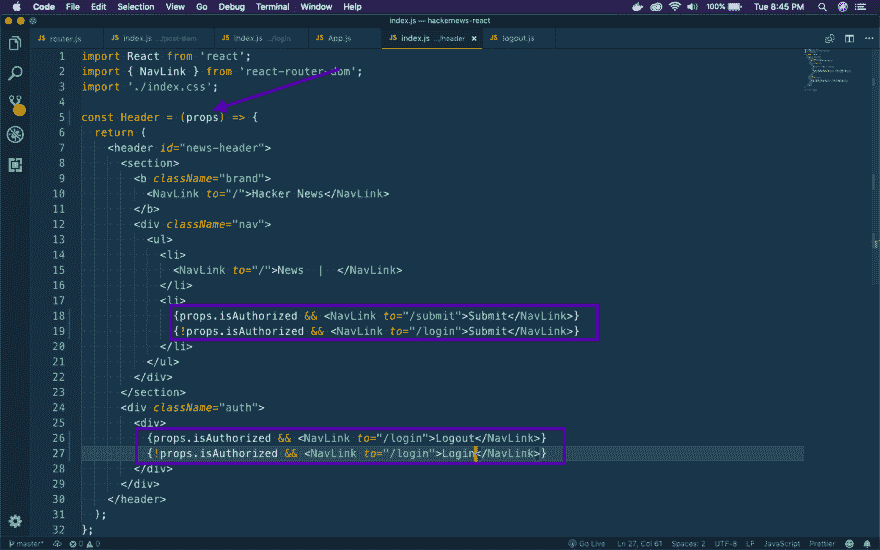 Code File Edit Selection View Go Debug Terminal Window Help 100% Tue 8:45 PM
index.js — hackernews-react
JS router.js JS index.js .../post-item JS index.js .../login JS App.js JS index.js .../header × JS logout.js
1 import React from 'react';
2 import { NavLink } from 'react-router-dom';
3 import './index.css';
4
5 const Header = (props) => {
6 return (
7 <header id="news-header">
8 <section>
9 <b className="brand">
10 <NavLink to="/">Hacker News</NavLink>
11 </b>
12 <div className="nav">
13 <ul>
14 <li>
15 <NavLink to="/">News | </NavLink>
16 </li>
17 <li>
18 {props.isAuthorized && <NavLink to="/submit">Submit</NavLink>}
19 {!props.isAuthorized && <NavLink to="/login">Submit</NavLink>}
20 </li>
21 </ul>
22 </div>
23 </section>
24 <div className="auth">
25 <div>
26 {props.isAuthorized && <NavLink to="/login">Logout</NavLink>}
27 {!props.isAuthorized && <NavLink to="/login">Login</NavLink>}
28 </div>
29 </div>
30 </header>
31 );
32 };
master* 0 0 Go Live Ln 27, Col 61 Spaces: 2 UTF-8 LF JavaScript Prettier